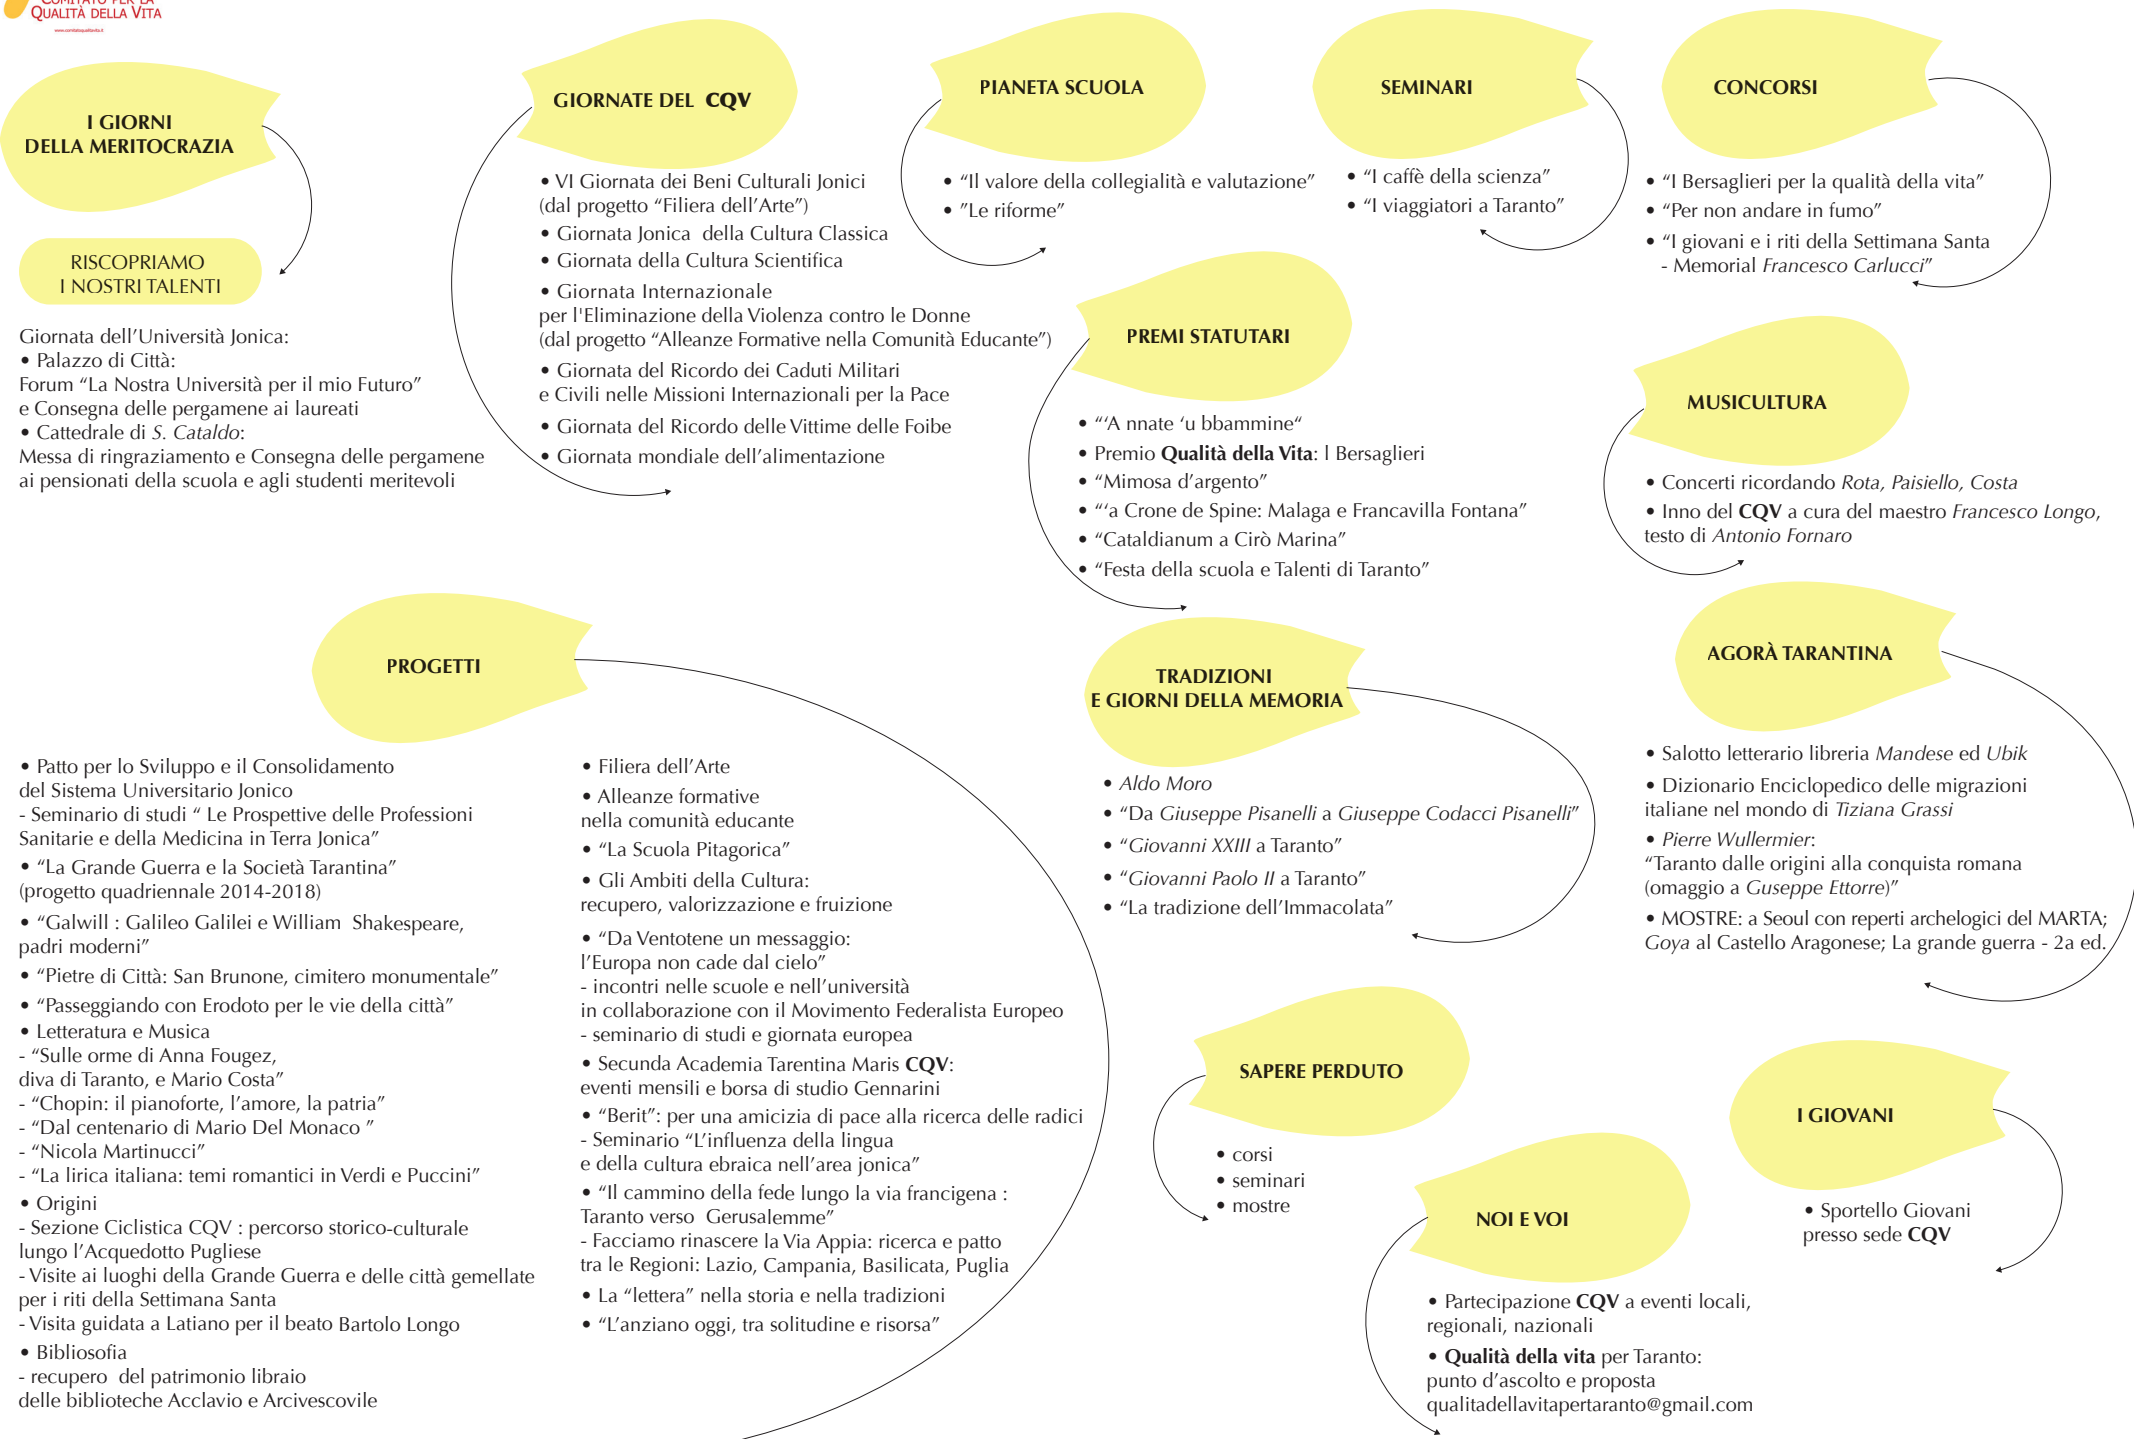 COMITATO PER LA
QUALITÀ DELLA VITA
www.comitatoqualitavita.it
I GIORNI
DELLA MERITOCRAZIA
RISCOPRIAMO
I NOSTRI TALENTI
Giornata dell’Università Jonica:
• Palazzo di Città:
Forum “La Nostra Università per il mio Futuro”
e Consegna delle pergamene ai laureati
• Cattedrale di S. Cataldo:
Messa di ringraziamento e Consegna delle pergamene
ai pensionati della scuola e agli studenti meritevoli
GIORNATE DEL CQV
• VI Giornata dei Beni Culturali Jonici
(dal progetto “Filiera dell’Arte”)
• Giornata Jonica della Cultura Classica
• Giornata della Cultura Scientifica
• Giornata Internazionale
per l'Eliminazione della Violenza contro le Donne
(dal progetto “Alleanze Formative nella Comunità Educante”)
• Giornata del Ricordo dei Caduti Militari
e Civili nelle Missioni Internazionali per la Pace
• Giornata del Ricordo delle Vittime delle Foibe
• Giornata mondiale dell’alimentazione
PIANETA SCUOLA
• “Il valore della collegialità e valutazione”
• ”Le riforme”
SEMINARI
• “I caffè della scienza”
• “I viaggiatori a Taranto”
CONCORSI
• “I Bersaglieri per la qualità della vita”
• “Per non andare in fumo”
• “I giovani e i riti della Settimana Santa
- Memorial Francesco Carlucci”
PREMI STATUTARI
• “‘A nnate ‘u bbammine“
• Premio Qualità della Vita: l Bersaglieri
• “Mimosa d’argento”
• “‘a Crone de Spine: Malaga e Francavilla Fontana”
• “Cataldianum a Cirò Marina”
• “Festa della scuola e Talenti di Taranto”
MUSICULTURA
• Concerti ricordando Rota, Paisiello, Costa
• Inno del CQV a cura del maestro Francesco Longo,
testo di Antonio Fornaro
PROGETTI
• Patto per lo Sviluppo e il Consolidamento
del Sistema Universitario Jonico
- Seminario di studi “ Le Prospettive delle Professioni
Sanitarie e della Medicina in Terra Jonica”
• “La Grande Guerra e la Società Tarantina”
(progetto quadriennale 2014-2018)
• “Galwill : Galileo Galilei e William Shakespeare,
padri moderni”
• “Pietre di Città: San Brunone, cimitero monumentale”
• “Passeggiando con Erodoto per le vie della città”
• Letteratura e Musica
- “Sulle orme di Anna Fougez,
diva di Taranto, e Mario Costa”
- “Chopin: il pianoforte, l’amore, la patria”
- “Dal centenario di Mario Del Monaco ”
- “Nicola Martinucci”
- “La lirica italiana: temi romantici in Verdi e Puccini”
• Origini
- Sezione Ciclistica CQV : percorso storico-culturale
lungo l’Acquedotto Pugliese
- Visite ai luoghi della Grande Guerra e delle città gemellate
per i riti della Settimana Santa
- Visita guidata a Latiano per il beato Bartolo Longo
• Bibliosofia
- recupero del patrimonio libraio
delle biblioteche Acclavio e Arcivescovile
• Filiera dell’Arte
• Alleanze formative
nella comunità educante
• “La Scuola Pitagorica”
• Gli Ambiti della Cultura:
recupero, valorizzazione e fruizione
• “Da Ventotene un messaggio:
l’Europa non cade dal cielo”
- incontri nelle scuole e nell’università
in collaborazione con il Movimento Federalista Europeo
- seminario di studi e giornata europea
• Secunda Academia Tarentina Maris CQV:
eventi mensili e borsa di studio Gennarini
• “Berit”: per una amicizia di pace alla ricerca delle radici
- Seminario “L’influenza della lingua
e della cultura ebraica nell’area jonica”
• “Il cammino della fede lungo la via francigena :
Taranto verso Gerusalemme”
- Facciamo rinascere la Via Appia: ricerca e patto
tra le Regioni: Lazio, Campania, Basilicata, Puglia
• La “lettera” nella storia e nella tradizioni
• “L’anziano oggi, tra solitudine e risorsa”
TRADIZIONI
E GIORNI DELLA MEMORIA
• Aldo Moro
• “Da Giuseppe Pisanelli a Giuseppe Codacci Pisanelli”
• “Giovanni XXIII a Taranto”
• “Giovanni Paolo II a Taranto”
• “La tradizione dell’Immacolata”
AGORÀ TARANTINA
• Salotto letterario libreria Mandese ed Ubik
• Dizionario Enciclopedico delle migrazioni
italiane nel mondo di Tiziana Grassi
• Pierre Wullermier:
“Taranto dalle origini alla conquista romana
(omaggio a Guseppe Ettorre)”
• MOSTRE: a Seoul con reperti archelogici del MARTA;
Goya al Castello Aragonese; La grande guerra - 2a ed.
SAPERE PERDUTO
• corsi
• seminari
• mostre
NOI E VOI
• Partecipazione CQV a eventi locali,
regionali, nazionali
• Qualità della vita per Taranto:
punto d’ascolto e proposta
qualitadellavitapertaranto@gmail.com
I GIOVANI
• Sportello Giovani
presso sede CQV